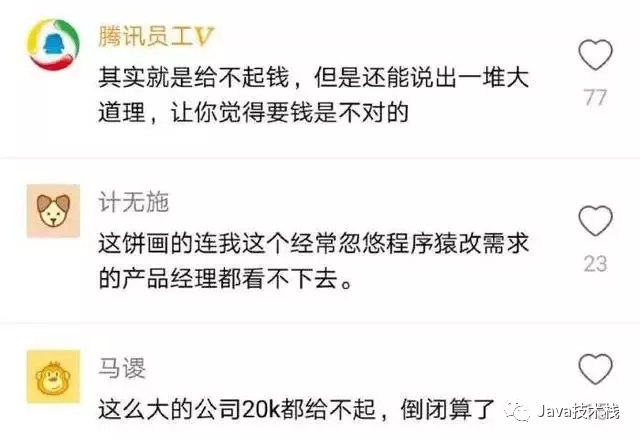 腾讯员工V
其实就是给不起钱，但是还能说出一堆大
道理，让你觉得要钱是不对的
77
计无施
这饼画的连我这个经常忽悠程序猿改需求
的产品经理都看不下去。
23
马谡
这么大的公司20k都给不起，倒闭算了
Java技术栈